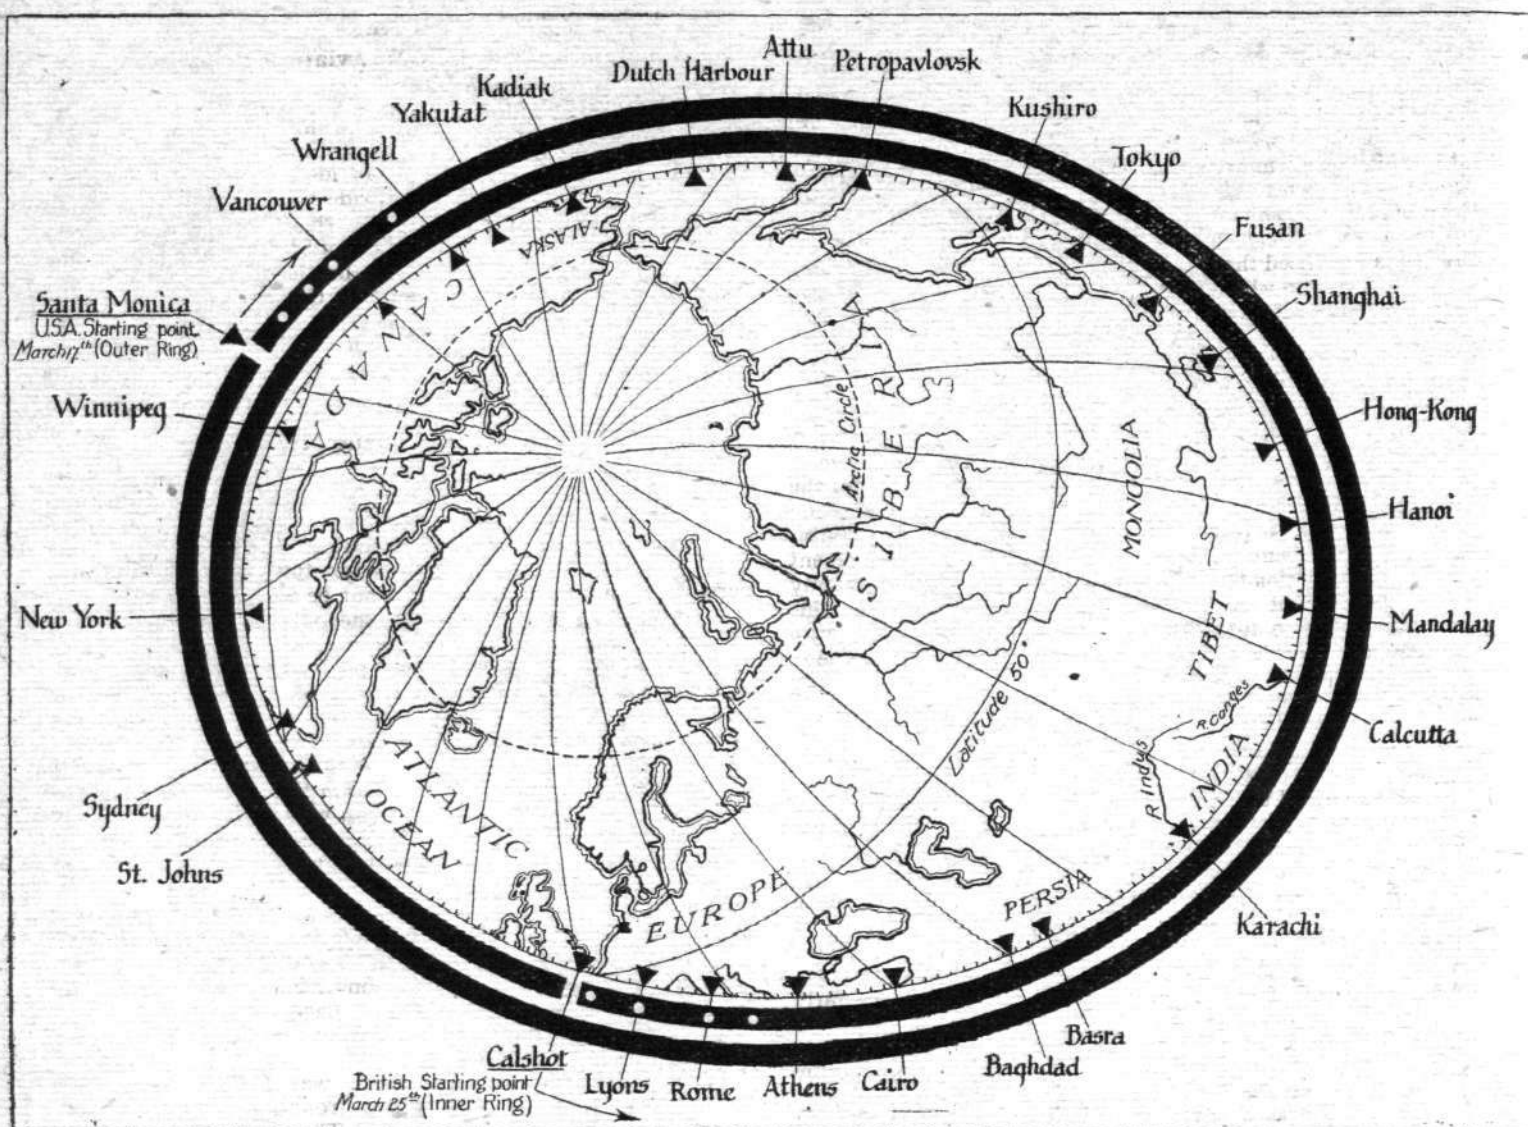 Attu
Dutch Harbour
Petropavlovsk
Kadiak
Yakutat
Kushiro
Wrangell
Tokyo
Vancouver
Fusan
Santa Monica
U.S.A. Starting point
March 17th (Outer Ring)
Shanghai
Winnipeg
Hong-Kong
Hanoi
New York
Mandalay
Calcutta
Sydney
St. Johns
Karachi
Basra
Baghdad
Cairo
Athens
Rome
Lyons
Calshot
British Starting point
March 25th (Inner Ring)
ALASKA
CANADA
SIBERIA
Arctic Circle
MONGOLIA
TIBET
R. Ganges
R Indys
INDIA
Latitude 50°
PERSIA
EUROPE
ATLANTIC
OCEAN